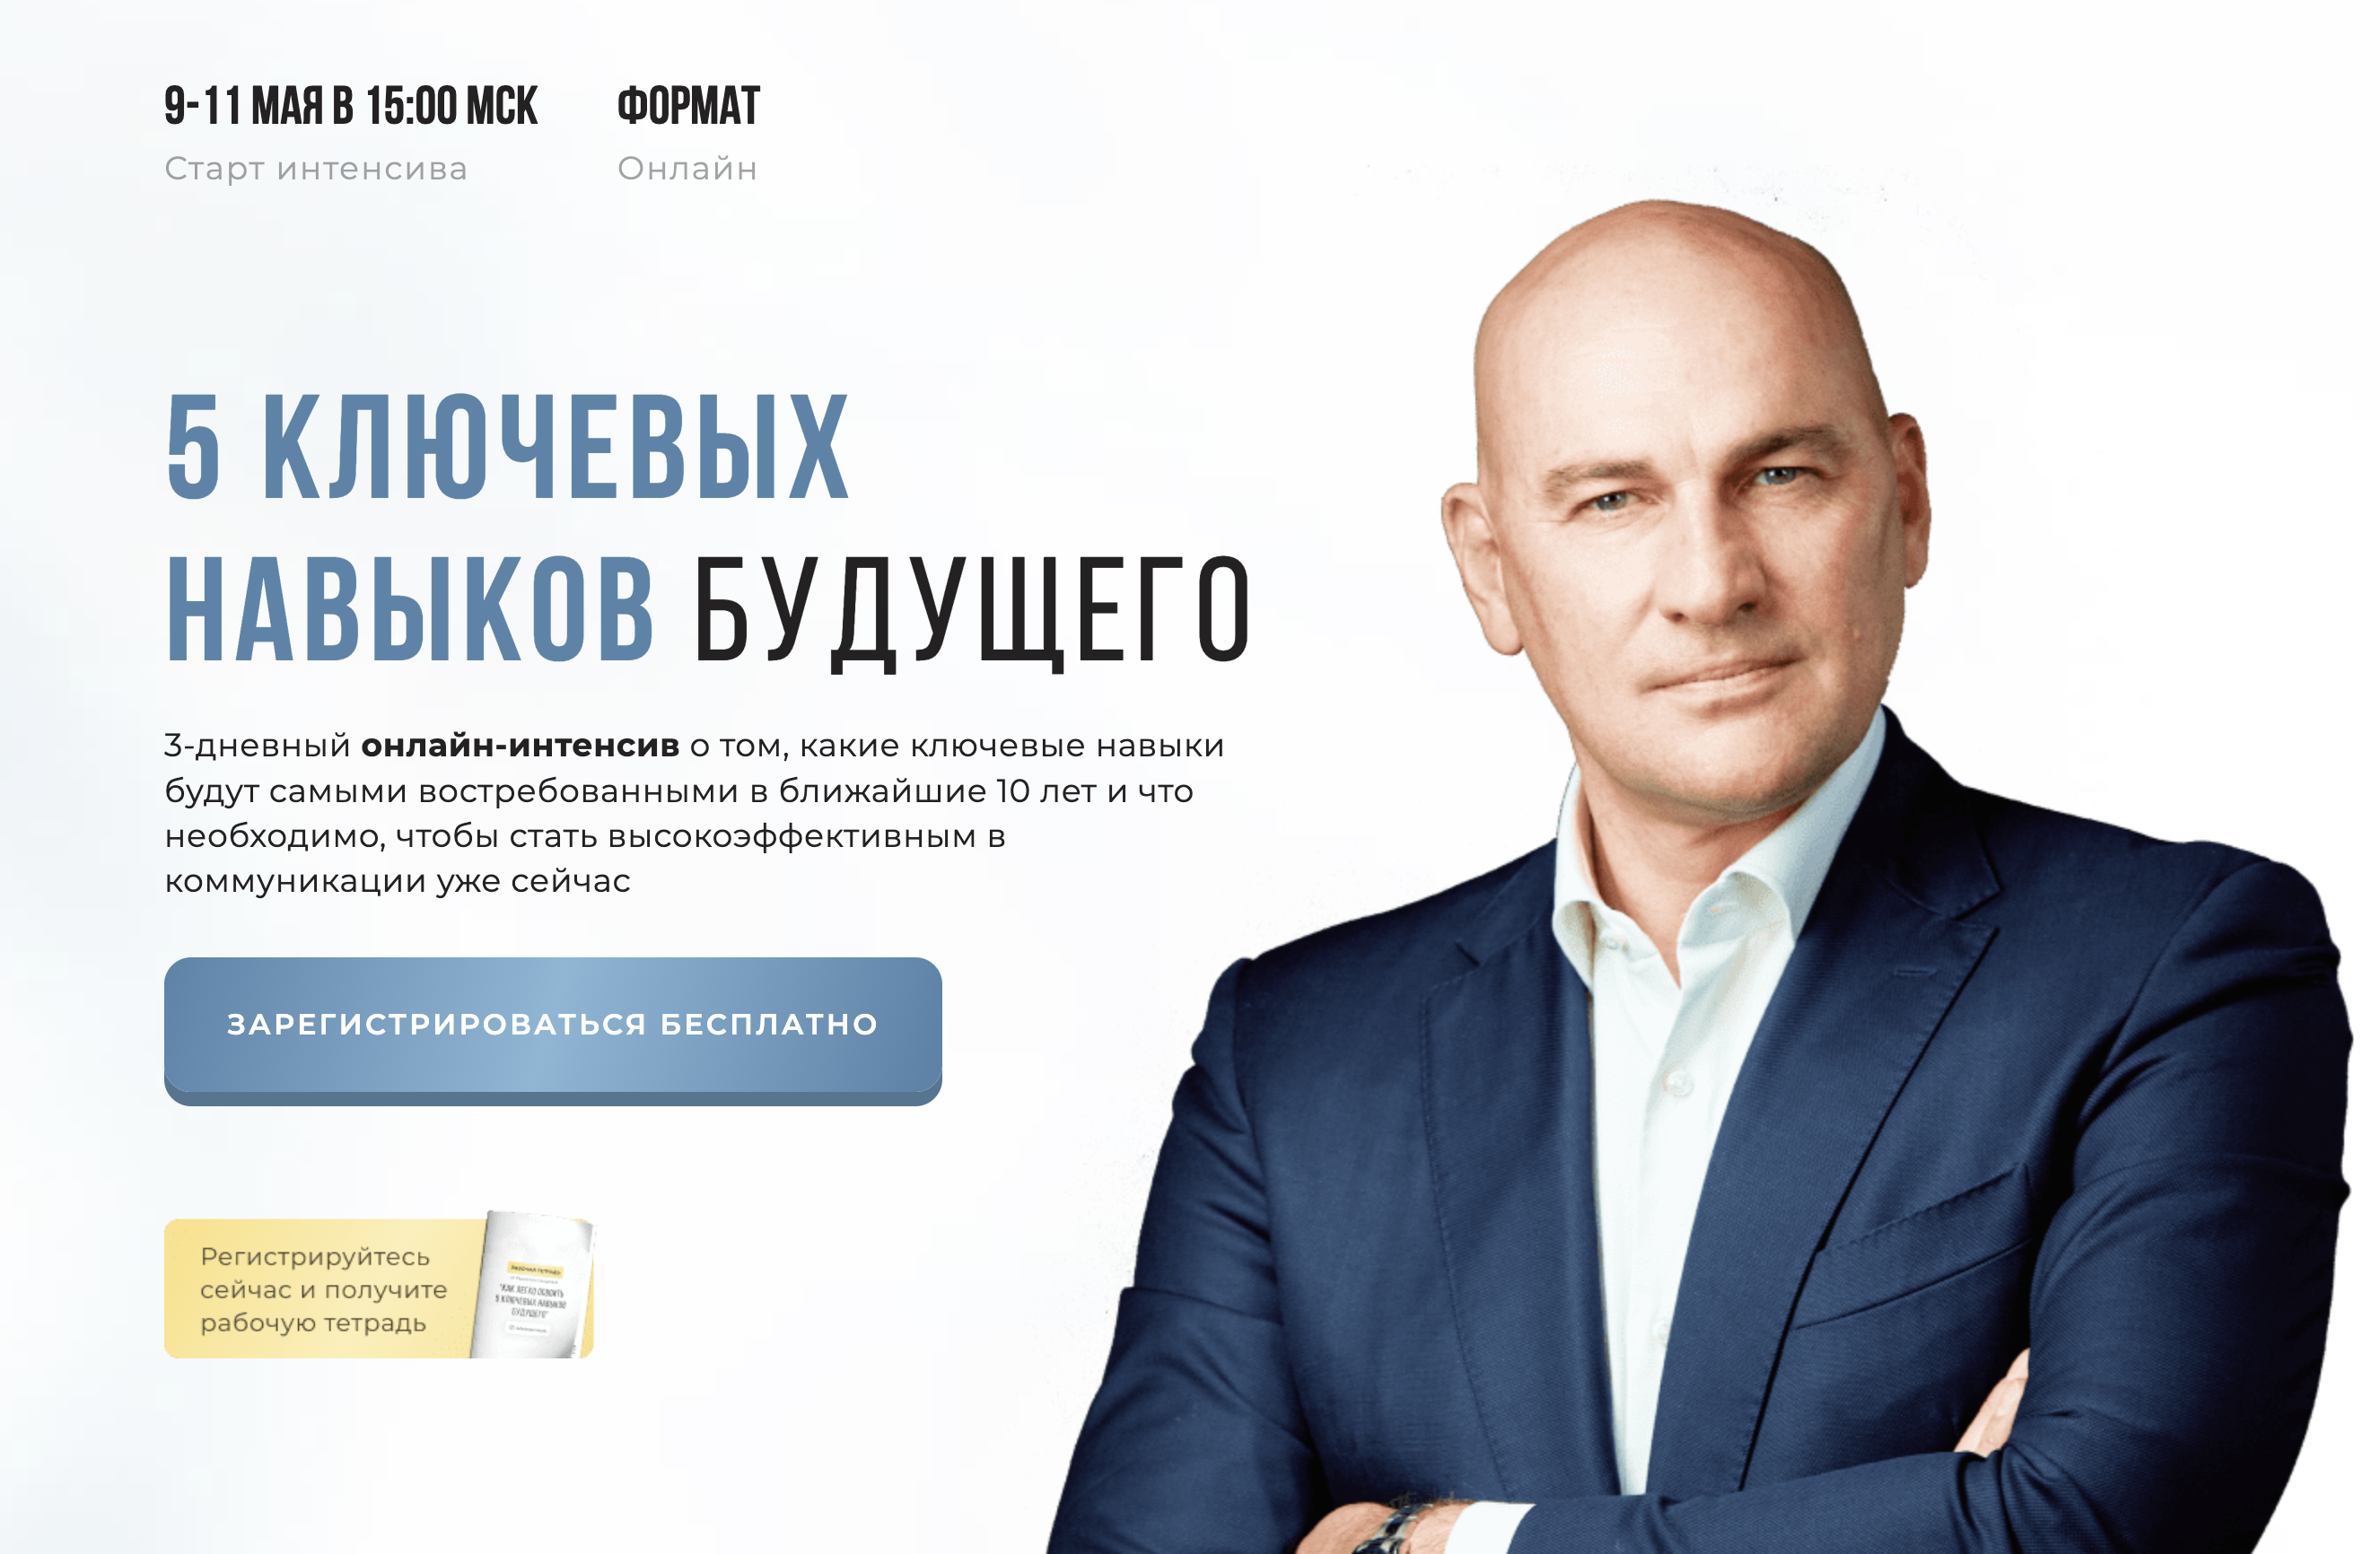 9-11 МАЯ В 15:00 МСК
Старт интенсива
ФОРМАТ
Онлайн
5 КЛЮЧЕВЫХ
НАВЫКОВ БУДУЩЕГО
3-дневный онлайн-интенсив о том, какие ключевые навыки
будут самыми востребованными в ближайшие 10 лет и что
необходимо, чтобы стать высокоэффективным в
коммуникации уже сейчас
ЗАРЕГИСТРИРОВАТЬСЯ БЕСПЛАТНО
Регистрируйтесь
сейчас и получите
рабочую тетрадь
РАБОЧАЯ ТЕТРАДЬ
"КАК ЛЕГКО ОСВОИТЬ
5 КЛЮЧЕВЫХ НАВЫКОВ
БУДУЩЕГО"